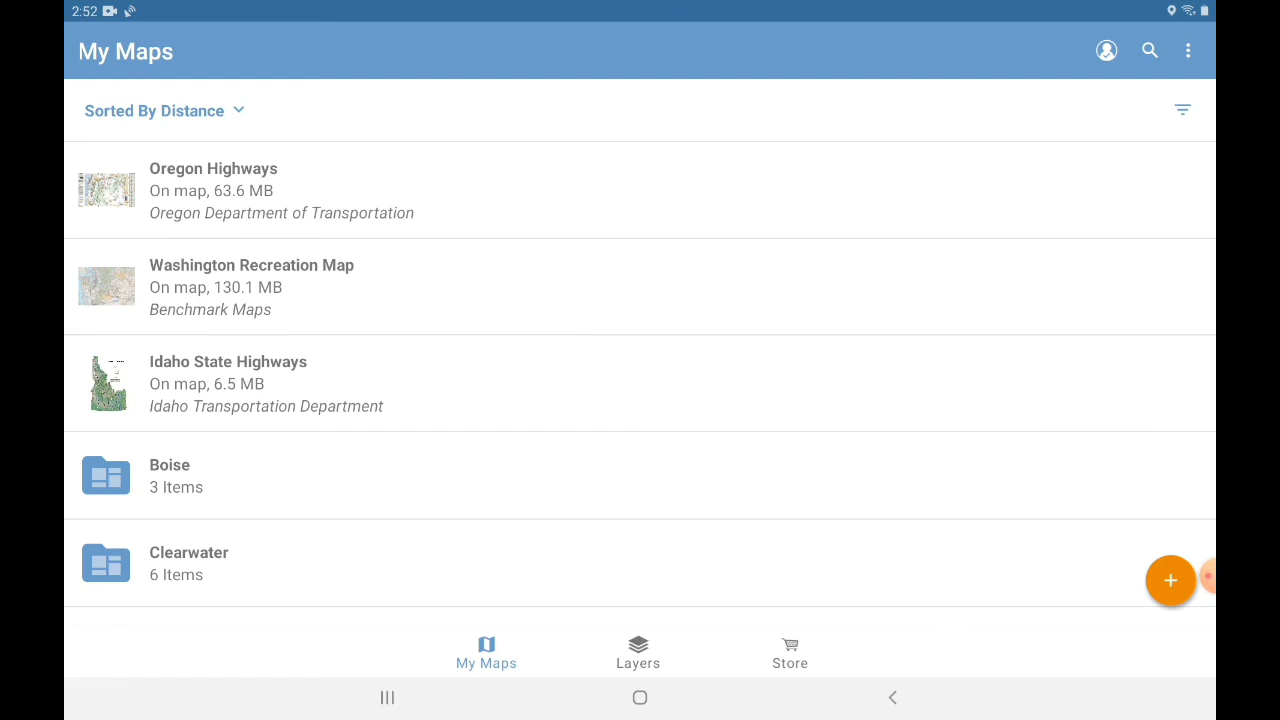 2:52
My Maps
Sorted By Distance
Oregon Highways
On map, 63.6 MB
Oregon Department of Transportation
Washington Recreation Map
On map, 130.1 MB
Benchmark Maps
Idaho State Highways
On map, 6.5 MB
Idaho Transportation Department
Boise
3 Items
Clearwater
6 Items
My Maps
Layers
Store